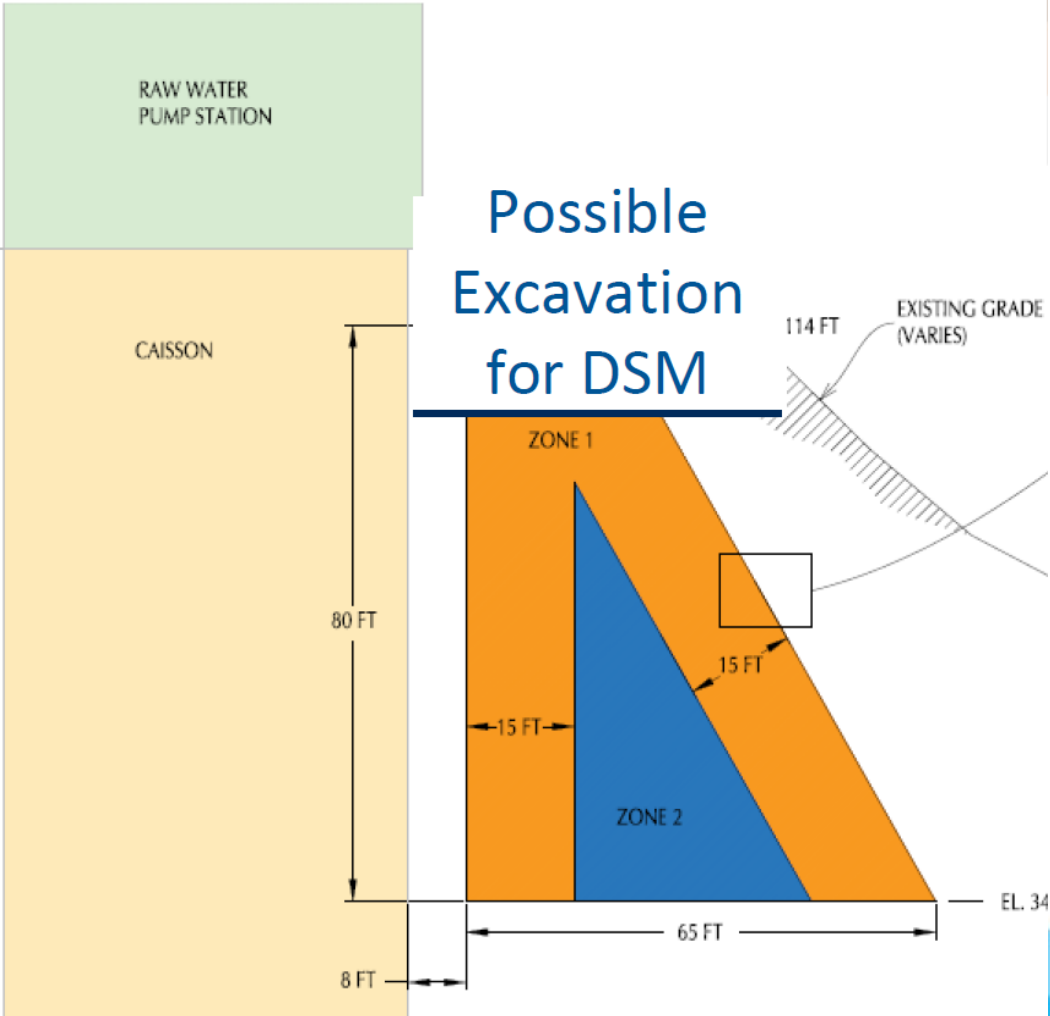 RAW WATER
PUMP STATION
Possible
Excavation
for DSM
114 FT
EXISTING GRADE
(VARIES)
CAISSON
ZONE 1
80 FT
15 FT
15 FT
ZONE 2
EL. 34
65 FT
8 FT